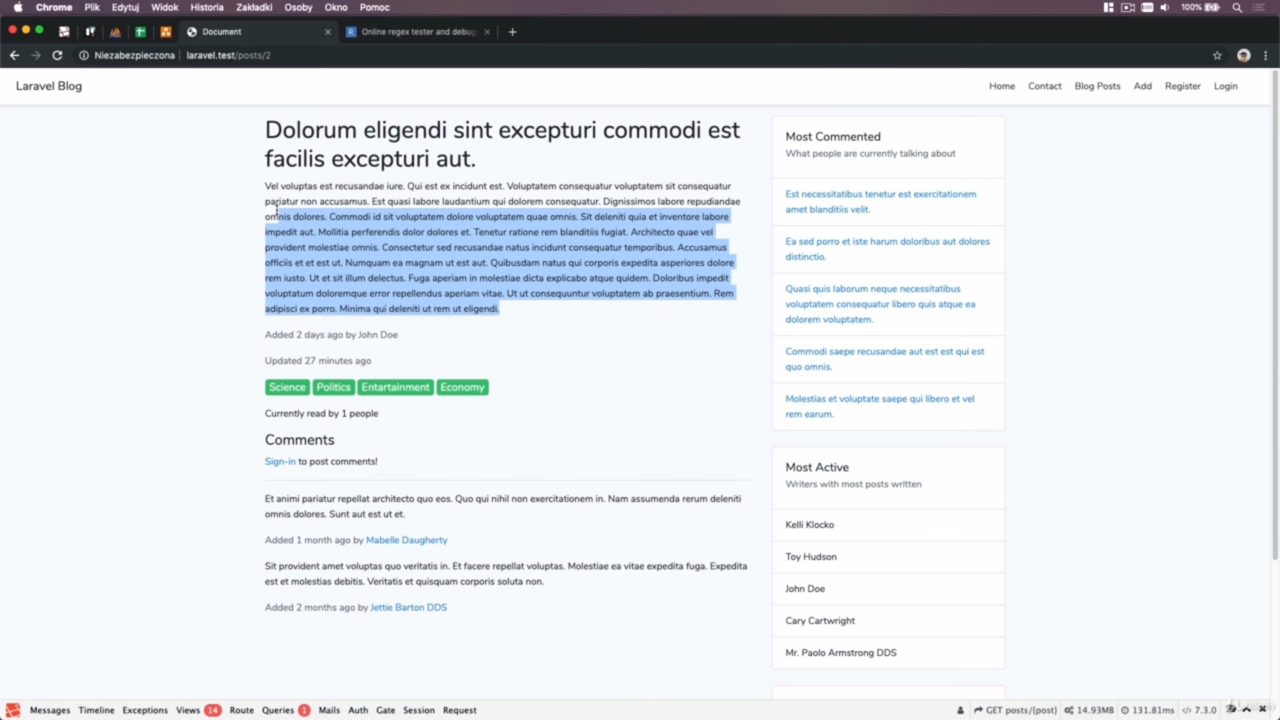 Chrome Plik Edytuj Widok Historia Zakładki Osoby Okno Pomoc 100%
Document Online regex tester and debug
Niezabezpieczona laravel.test/posts/2
Laravel Blog Home Contact Blog Posts Add Register Login
Dolorum eligendi sint excepturi commodi est
facilis excepturi aut.
Vel voluptas est recusandae iure. Qui est ex incidunt est. Voluptatem consequatur voluptatem sit consequatur
pariatur non accusamus. Est quasi labore laudantium qui dolorem consequatur. Dignissimos labore repudiandae
omnis dolores. Commodi id sit voluptatem dolore voluptatem quae omnis. Sit deleniti quia et inventore labore
impedit aut. Mollitia perferendis dolor dolores et. Tenetur ratione rem blanditiis fugiat. Architecto quae vel
provident molestiae omnis. Consectetur sed recusandae natus incidunt consequatur temporibus. Accusamus
officiis et et est ut. Numquam ea magnam ut est aut. Quibusdam natus qui corporis expedita asperiores dolore
rem iusto. Ut et sit illum delectus. Fuga aperiam in molestiae dicta explicabo atque quidem. Doloribus impedit
voluptatum doloremque error repellendus aperiam vitae. Ut ut consequuntur voluptatem ab praesentium. Rem
adipisci ex porro. Minima qui deleniti ut rem ut eligendi.
Added 2 days ago by John Doe
Updated 27 minutes ago
Science Politics Entartainment Economy
Currently read by 1 people
Comments
Sign-in to post comments!
Et animi pariatur repellat architecto quo eos. Quo qui nihil non exercitationem in. Nam assumenda rerum deleniti
omnis dolores. Sunt aut est ut et.
Added 1 month ago by Mabelle Daugherty
Sit provident amet voluptas quo veritatis in. Et facere repellat voluptas. Molestiae ea vitae expedita fuga. Expedita
est et molestias debitis. Veritatis et quisquam corporis soluta non.
Added 2 months ago by Jettie Barton DDS
Most Commented
What people are currently talking about
Est necessitatibus tenetur est exercitationem
amet blanditiis velit.
Ea sed porro et iste harum doloribus aut dolores
distinctio.
Quasi quis laborum neque necessitatibus
voluptatem consequatur libero quis atque ea
dolorem voluptatem.
Commodi saepe recusandae aut est est qui est
quo omnis.
Molestias et voluptate saepe qui libero et vel
rem earum.
Most Active
Writers with most posts written
Kelli Klocko
Toy Hudson
John Doe
Cary Cartwright
Mr. Paolo Armstrong DDS
Messages Timeline Exceptions Views 14 Route Queries 1 Mails Auth Gate Session Request GET posts/{post} 14.93MB 131.81ms 7.3.0